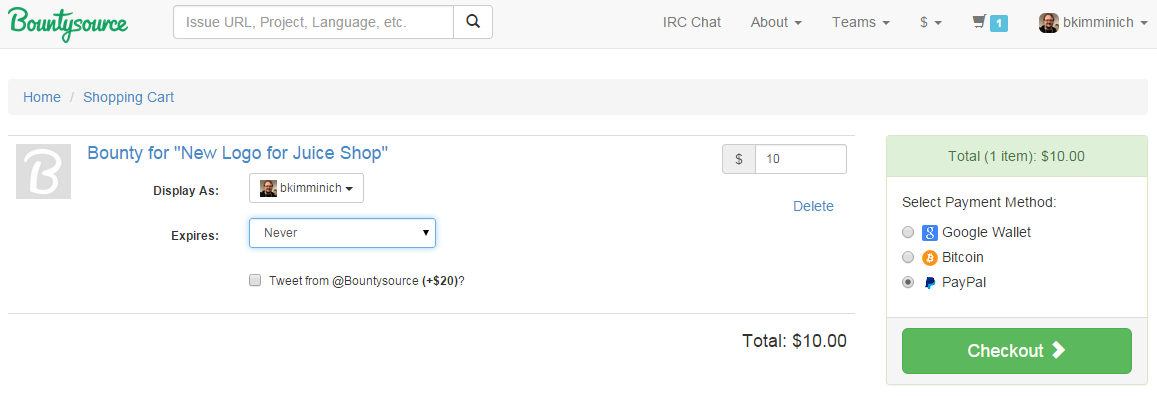 Bountysource
Issue URL, Project, Language, etc.
IRC Chat
About
Teams
$
1
bkimminich
Home / Shopping Cart
B
Bounty for "New Logo for Juice Shop"
$ 10
Display As:
bkimminich
Delete
Expires:
Never
Tweet from @Bountysource (+$20)?
Total: $10.00
Total (1 item): $10.00
Select Payment Method:
Google Wallet
Bitcoin
PayPal
Checkout